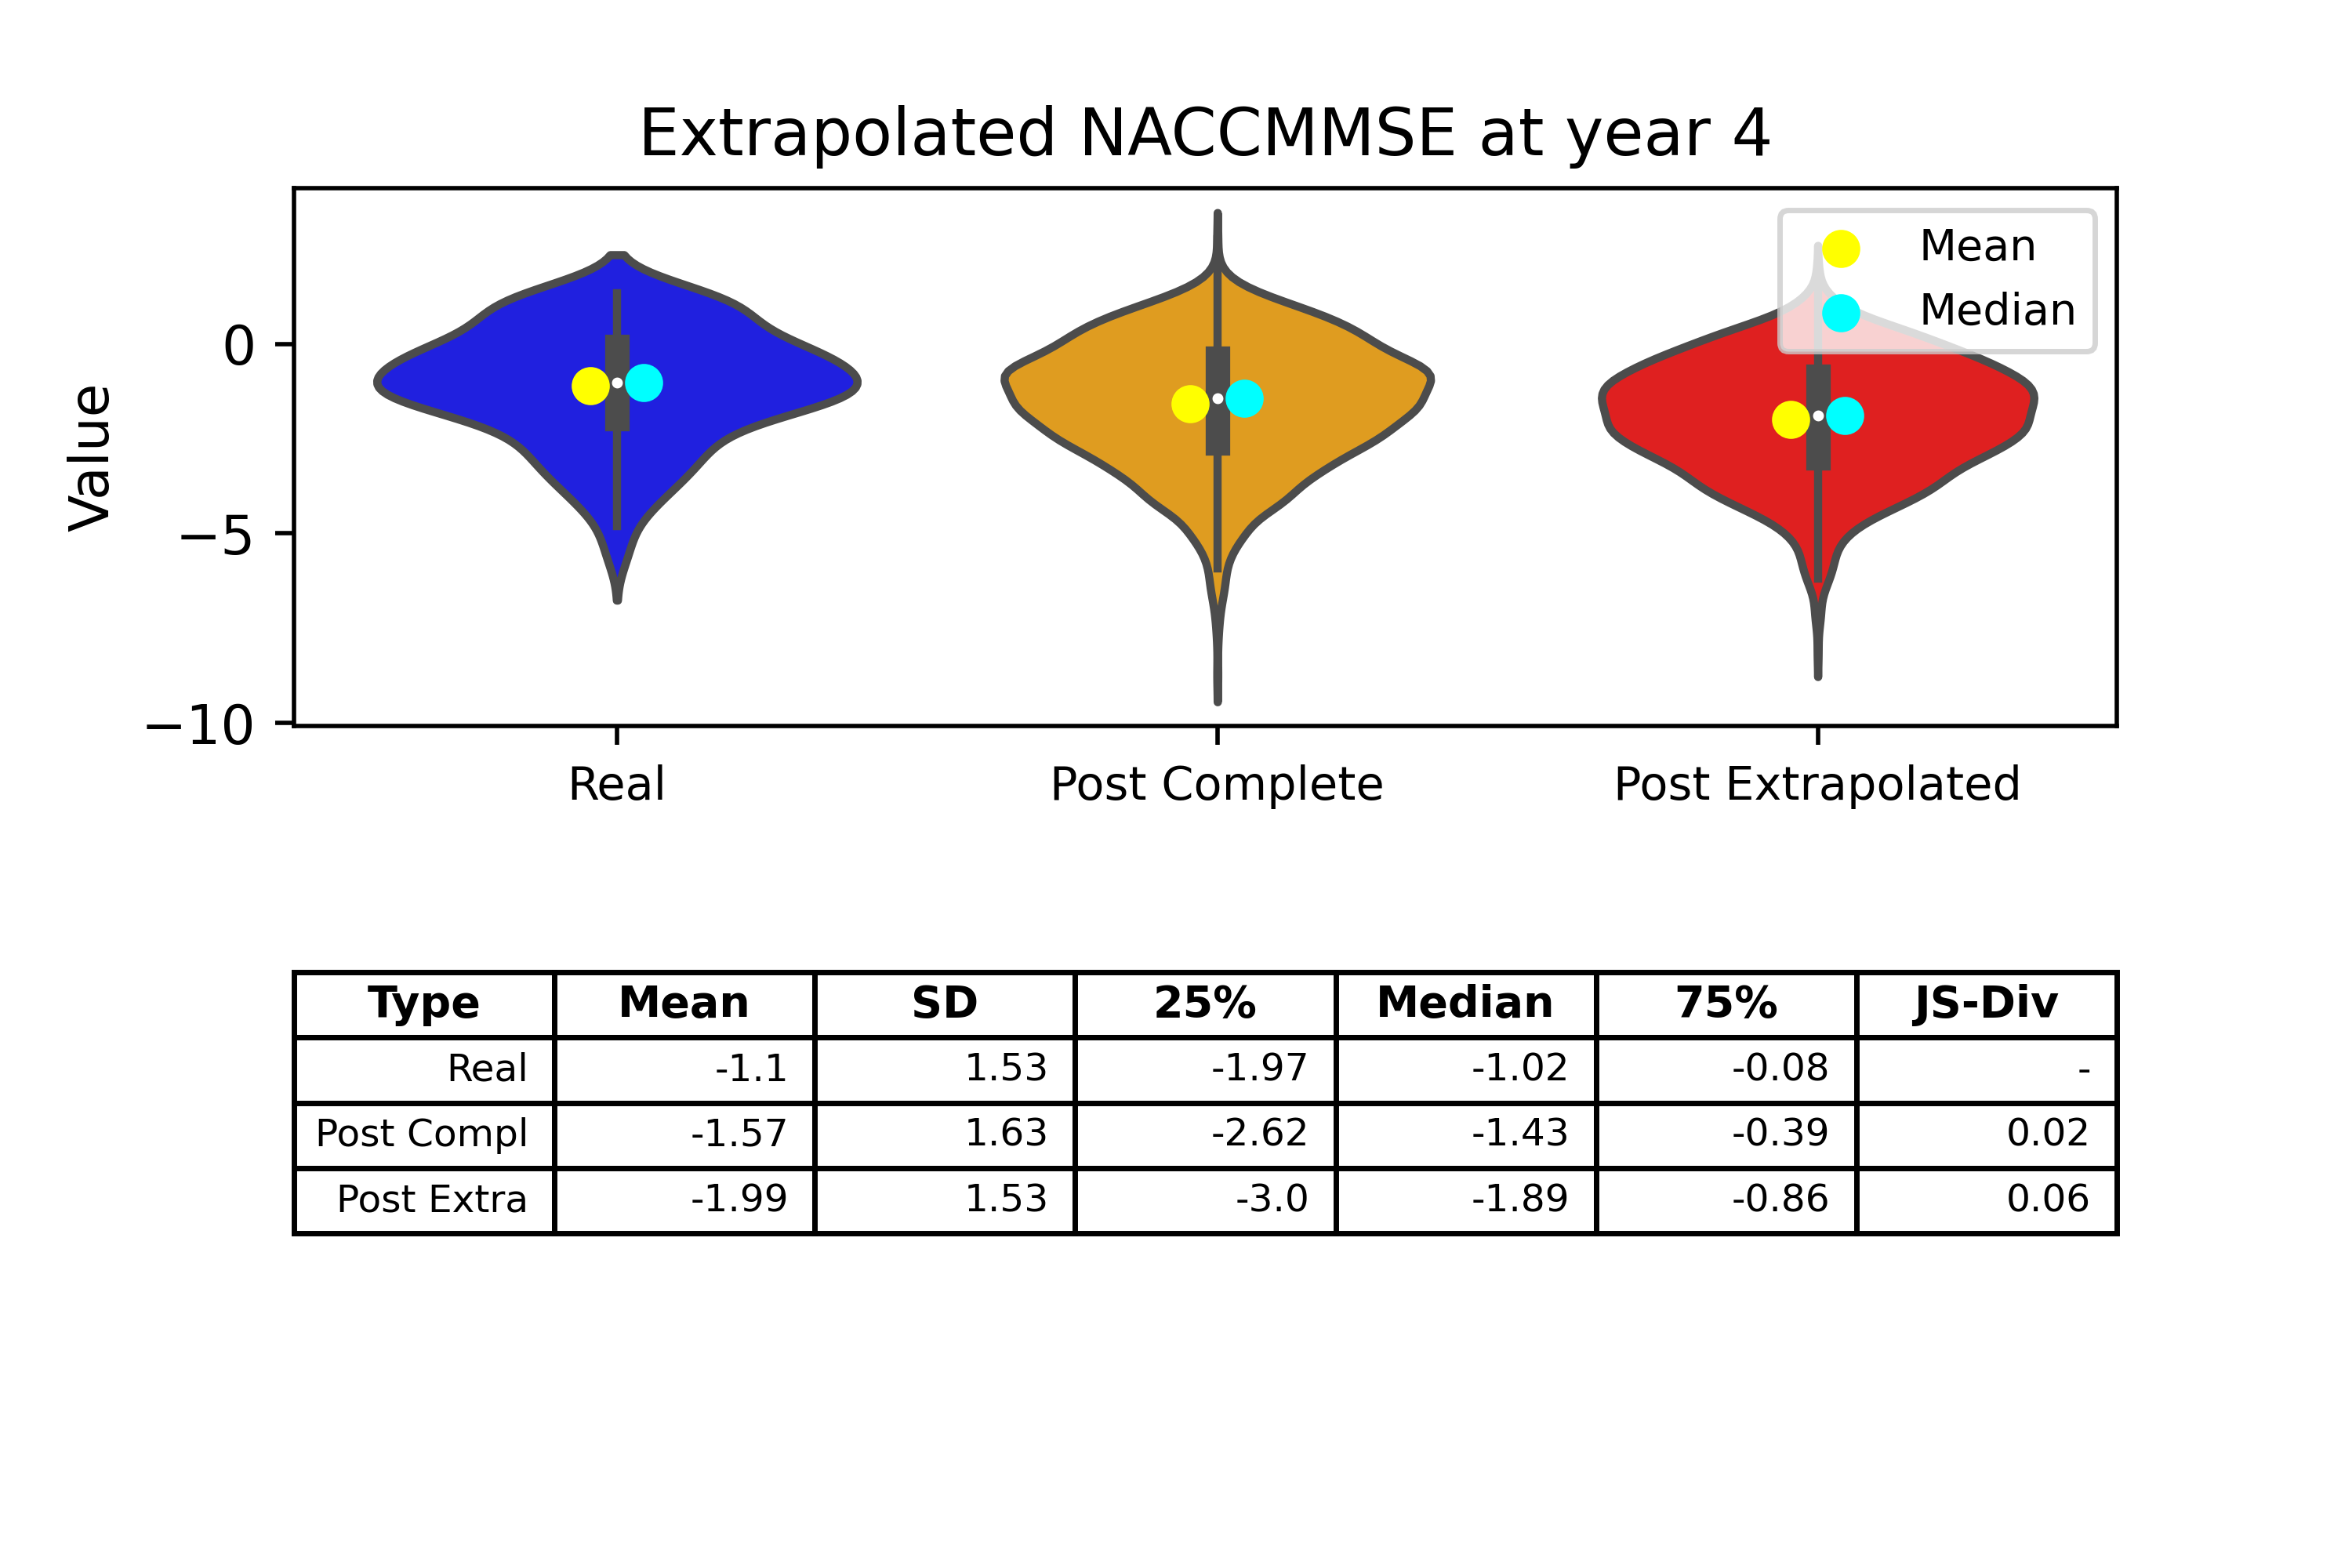 Extrapolated NACCMMSE at year 4
Value
0
−5
−10
Mean
Median
Real Post Complete Post Extrapolated
Type Mean SD 25% Median 75% JS-Div
Real -1.1 1.53 -1.97 -1.02 -0.08 -
Post Compl -1.57 1.63 -2.62 -1.43 -0.39 0.02
Post Extra -1.99 1.53 -3.0 -1.89 -0.86 0.06